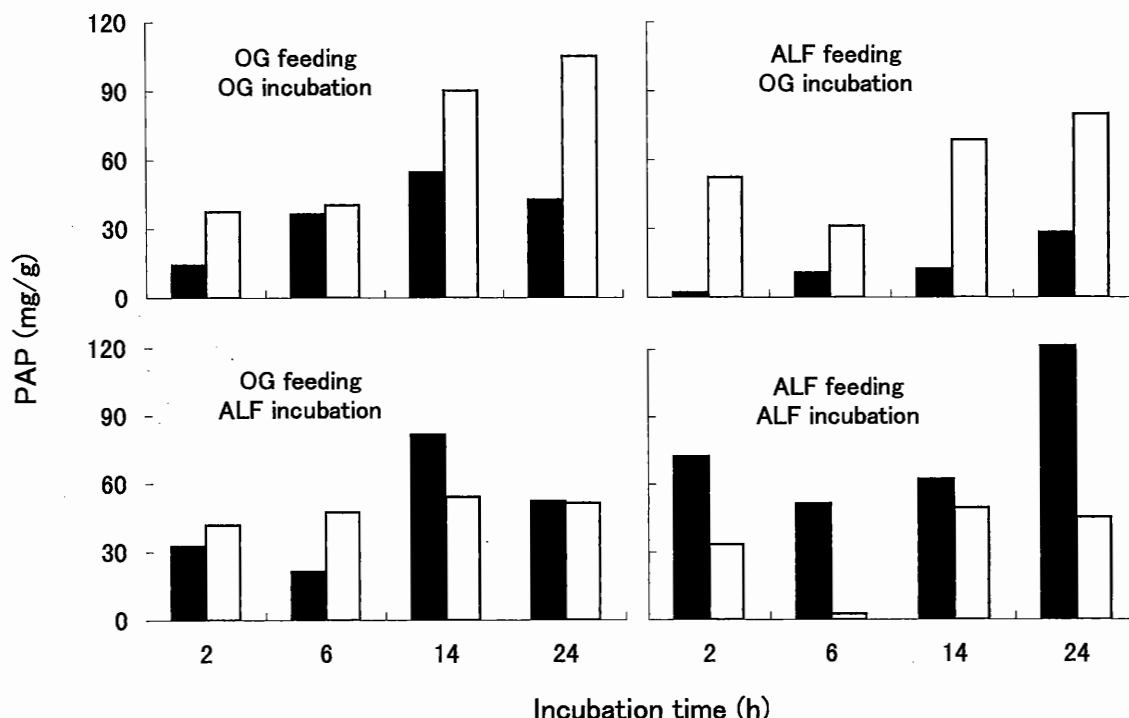 120
90
60
30
0
OG feeding
OG incubation
ALF feeding
OG incubation
PAP (mg/g)
120
90
60
30
0
OG feeding
ALF incubation
ALF feeding
ALF incubation
2 6 14 24 2 6 14 24
Incubation time (h)